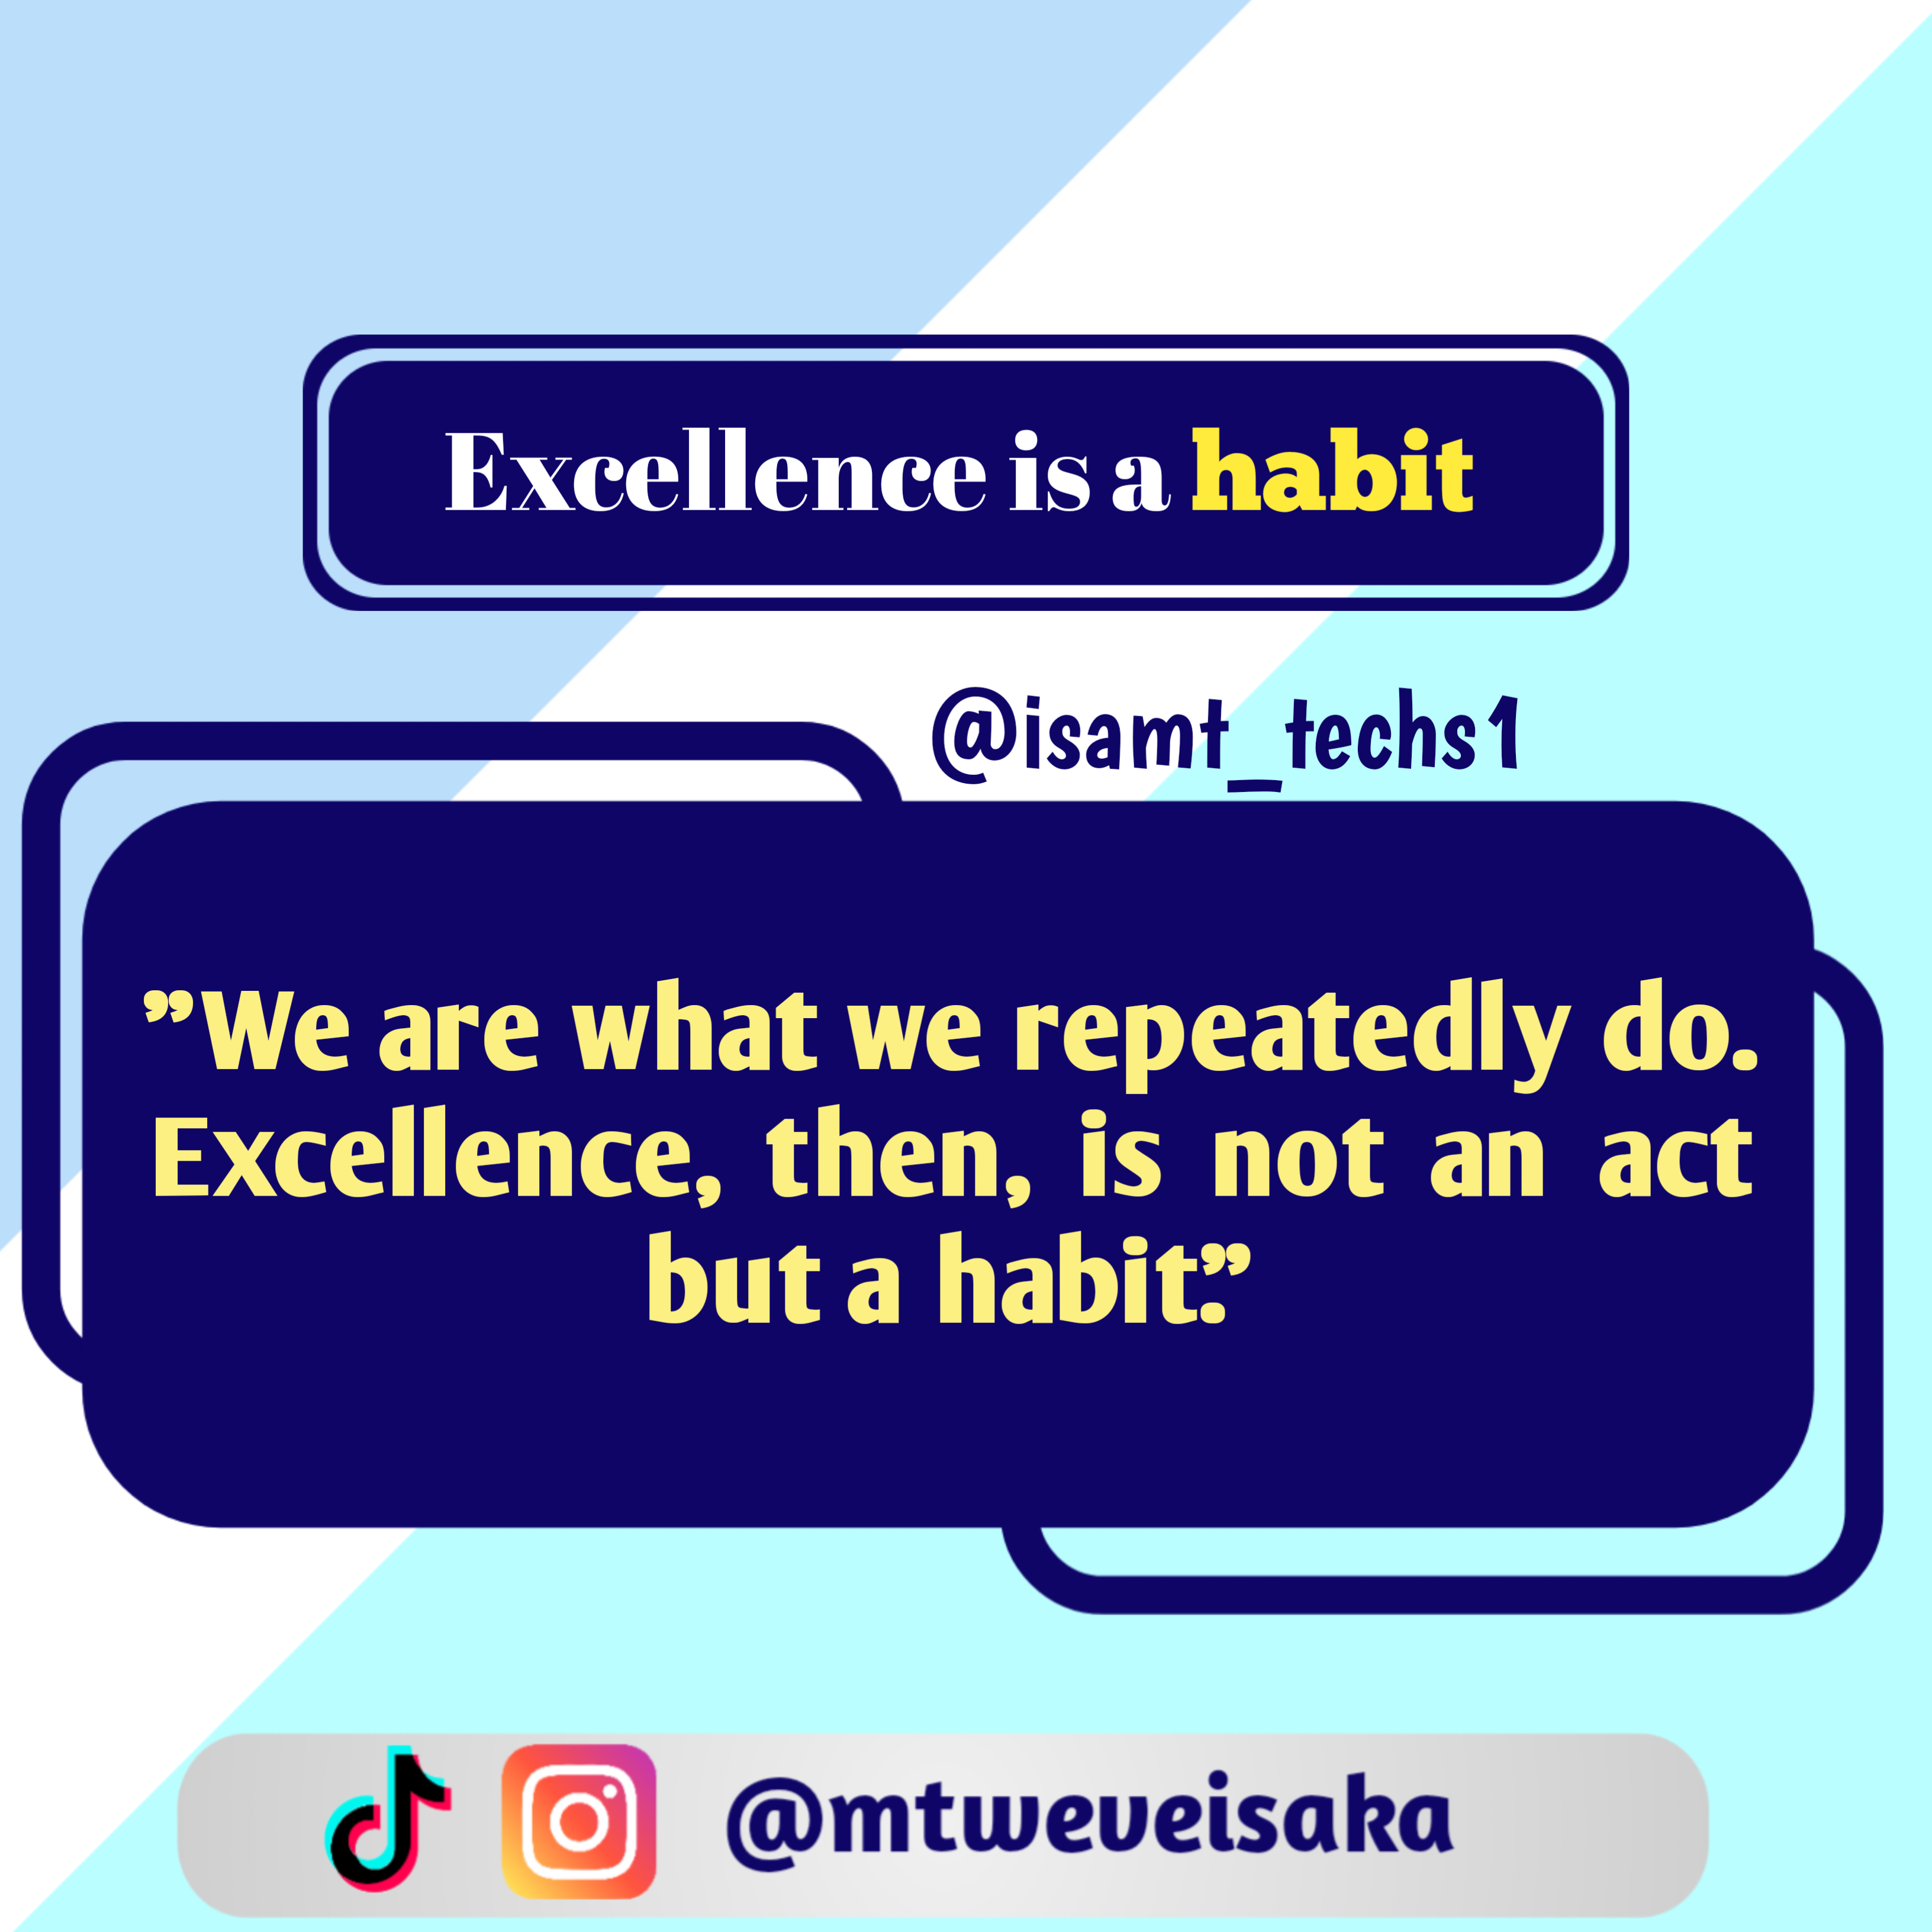 Excellence is a habit
@isamt_techs1
”We are what we repeatedly do.
Excellence, then, is not an act
but a habit.”
@mtweveisaka